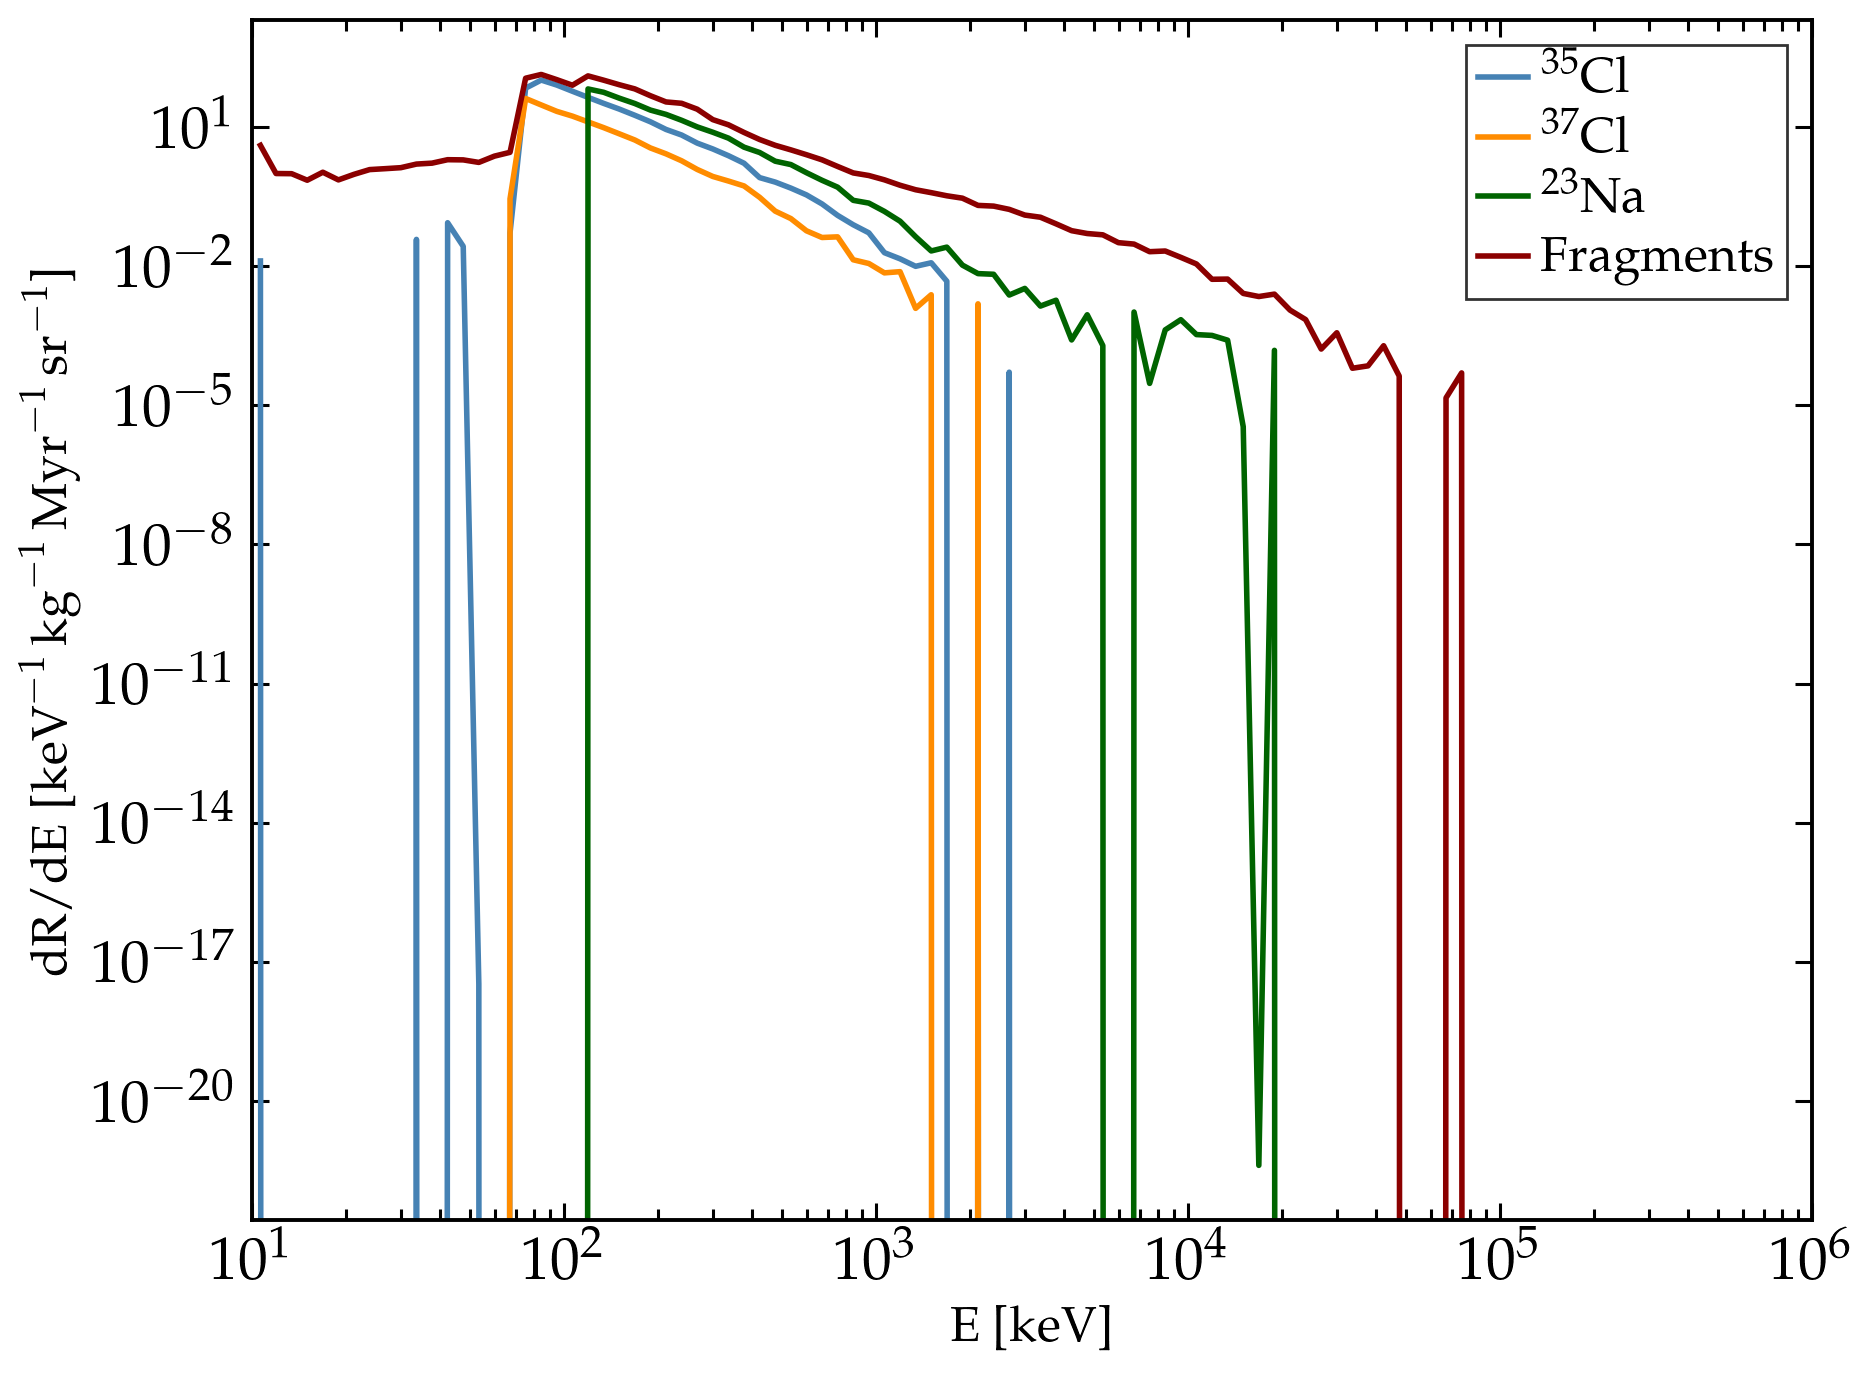 ³⁵Cl
³⁷Cl
²³Na
Fragments
10¹
10⁻²
10⁻⁵
10⁻⁸
10⁻¹¹
10⁻¹⁴
10⁻¹⁷
10⁻²⁰
dR/dE [keV⁻¹ kg⁻¹ Myr⁻¹ sr⁻¹]
10¹ 10² 10³ 10⁴ 10⁵ 10⁶
E [keV]